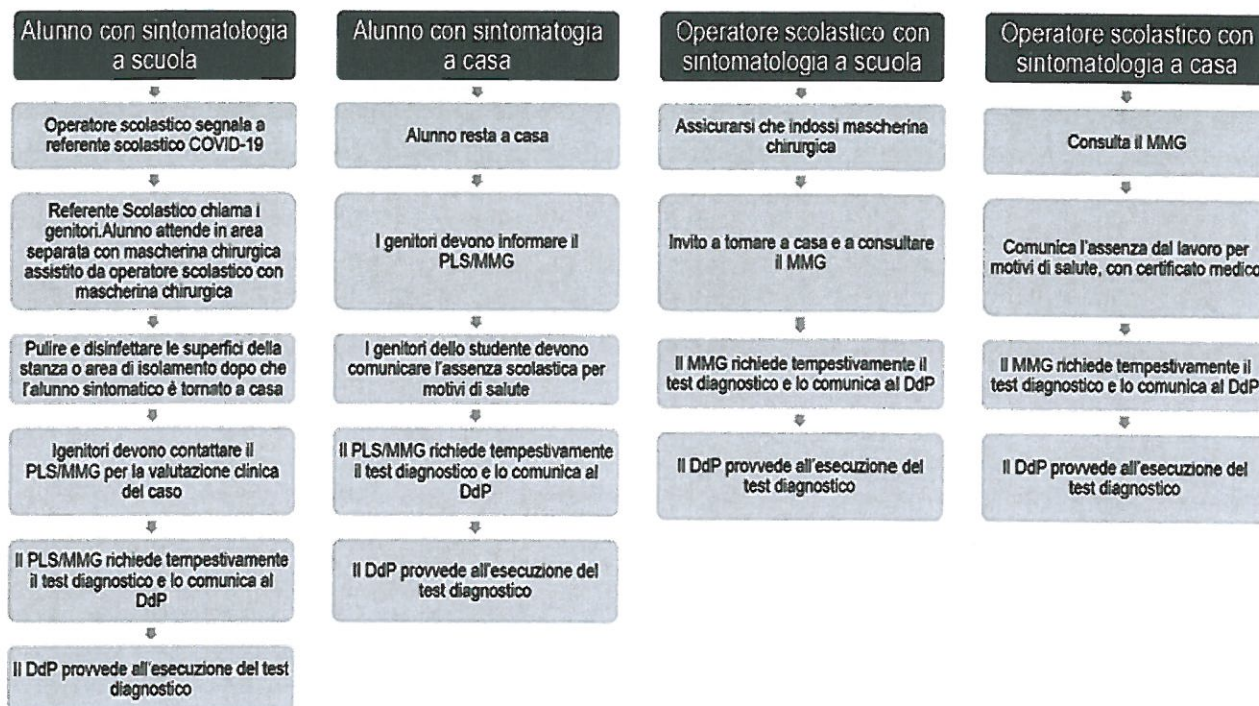 Alunno con sintomatologia
a scuola
Operatore scolastico segnala a
referente scolastico COVID-19
Referente Scolastico chiama i
genitori.Alunno attende in area
separata con mascherina chirurgica
assistito da operatore scolastico con
mascherina chirurgica
Pulire e disinfettare le superfici della
stanza o area di isolamento dopo che
l'alunno sintomatico è tornato a casa
Igenitori devono contattare il
PLS/MMG per la valutazione clinica
del caso
Il PLS/MMG richiede tempestivamente
il test diagnostico e lo comunica al
DdP
Il DdP provvede all'esecuzione del test
diagnostico
Alunno con sintomatogia
a casa
Alunno resta a casa
I genitori devono informare il
PLS/MMG
I genitori dello studente devono
comunicare l'assenza scolastica per
motivi di salute
Il PLS/MMG richiede tempestivamente
il test diagnostico e lo comunica al
DdP
Il DdP provvede all'esecuzione del
test diagnostico
Operatore scolastico con
sintomatologia a scuola
Assicurarsi che indossi mascherina
chirurgica
Invito a tornare a casa e a consultare
il MMG
Il MMG richiede tempestivamente il
test diagnostico e lo comunica al DdP
Il DdP provvede all'esecuzione del
test diagnostico
Operatore scolastico con
sintomatologia a casa
Consulta il MMG
Comunica l'assenza dal lavoro per
motivi di salute, con certificato medico
Il MMG richiede tempestivamente il
test diagnostico e lo comunica al DdP
Il DdP provvede all'esecuzione del
test diagnostico